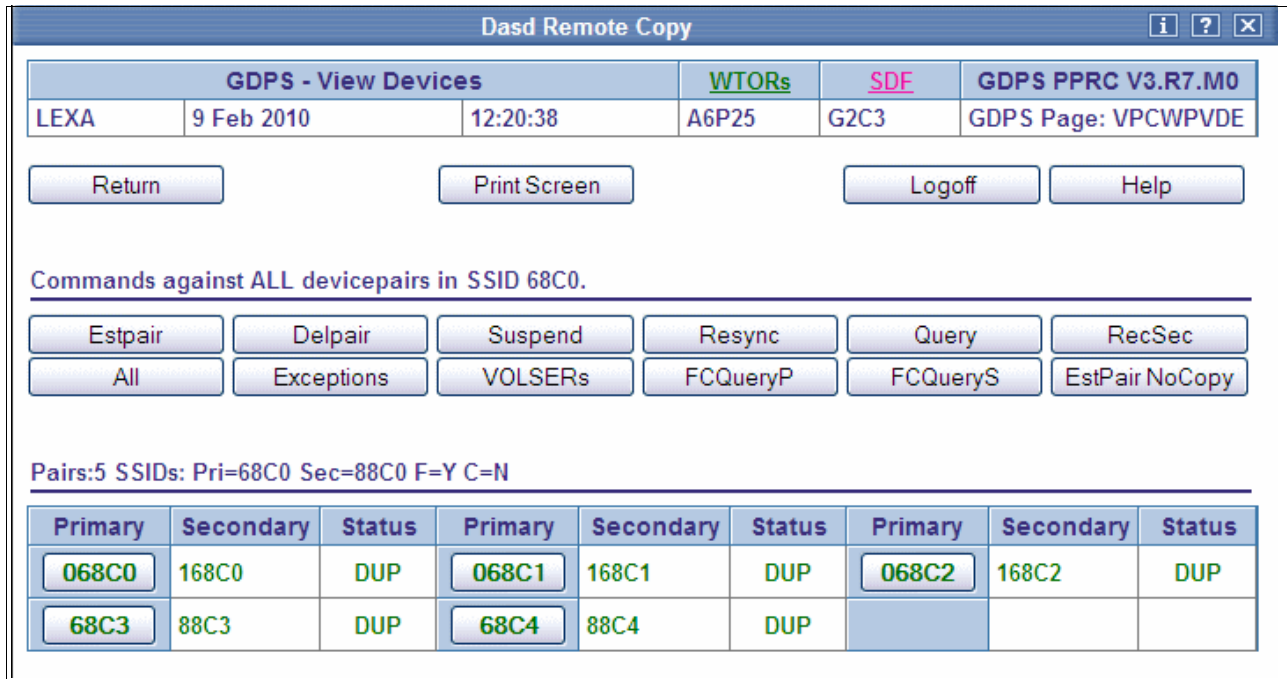 Dasd Remote Copy i ? X
GDPS - View Devices WTORs SDF GDPS PPRC V3.R7.M0
LEXA 9 Feb 2010 12:20:38 A6P25 G2C3 GDPS Page: VPCWPVDE
Return Print Screen Logoff Help
Commands against ALL devicepairs in SSID 68C0.
Estpair Delpair Suspend Resync Query RecSec
All Exceptions VOLSERs FCQueryP FCQueryS EstPair NoCopy
Pairs:5 SSIDs: Pri=68C0 Sec=88C0 F=Y C=N
Primary Secondary Status Primary Secondary Status Primary Secondary Status
068C0 168C0 DUP 068C1 168C1 DUP 068C2 168C2 DUP
68C3 88C3 DUP 68C4 88C4 DUP